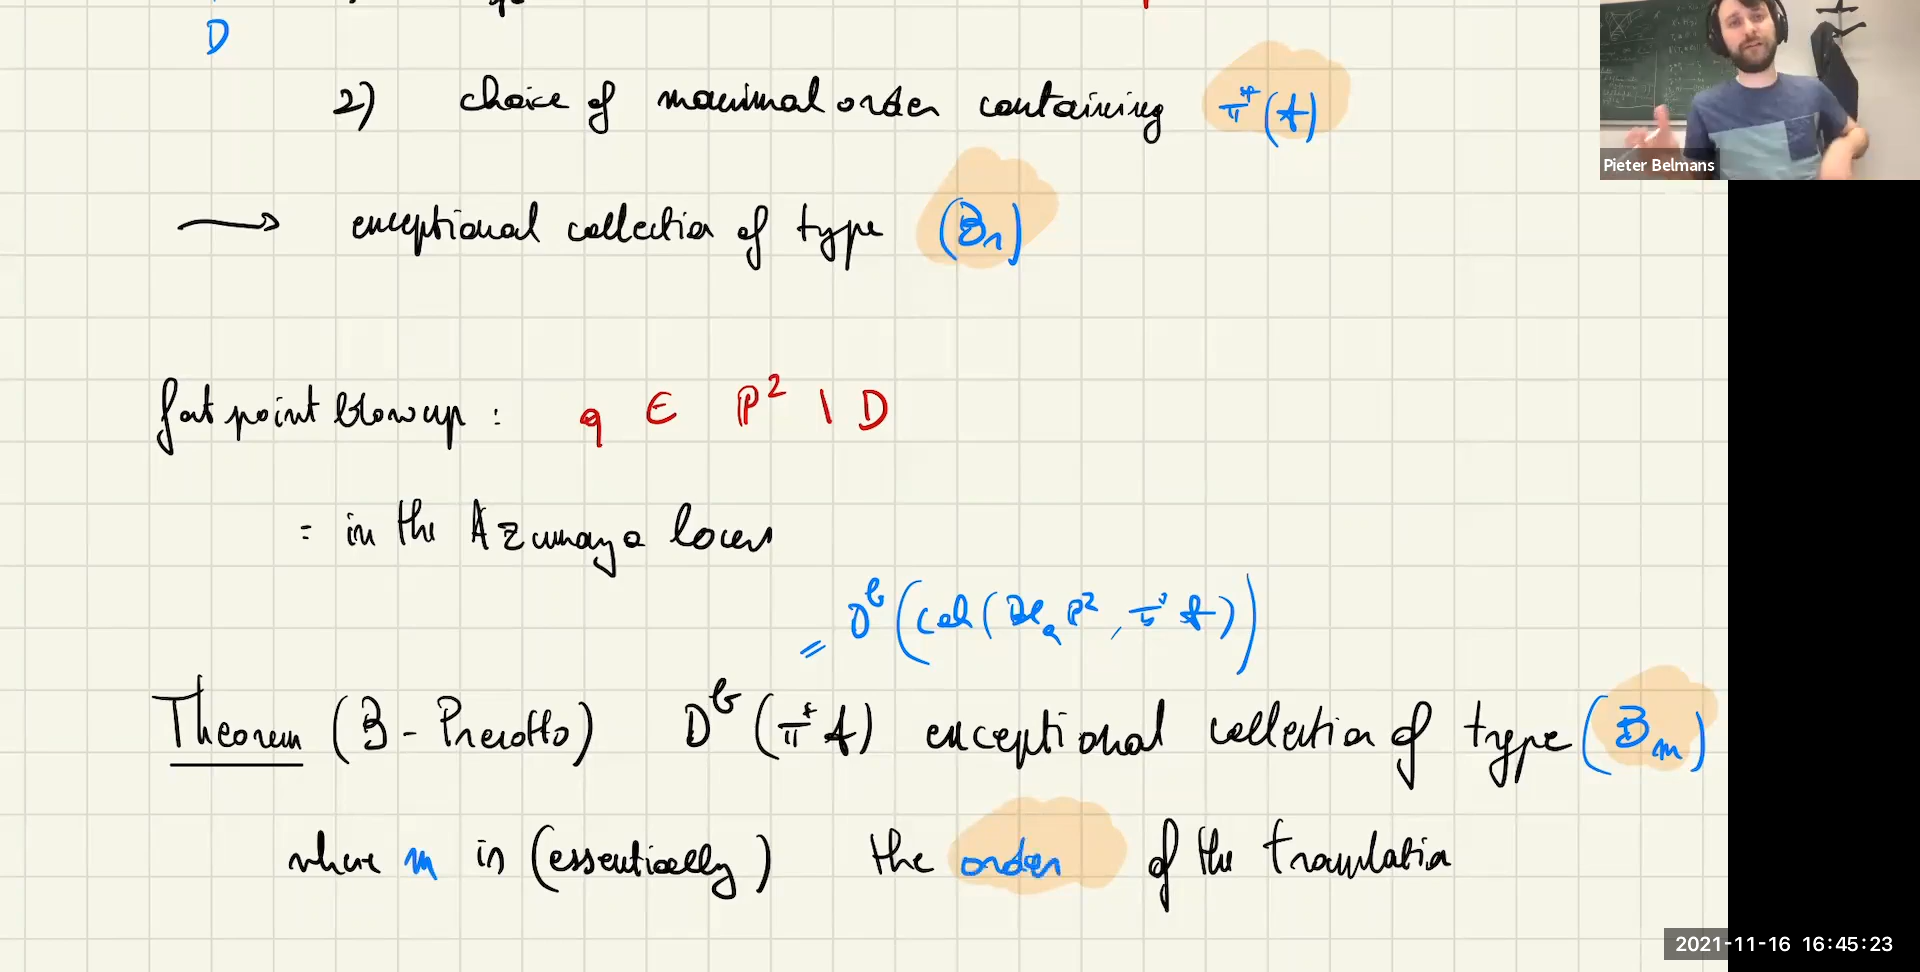 D
2) choice of maximal order containing π*(A)
Pieter Belmans
→ exceptional collection of type (B₁)
fat point blowup : q ∈ ℙ² \ D
= in the Azumaya locus
= Dᵇ(coh(Bl_q ℙ², π*A))
Theorem (B - Presotto) Dᵇ(π*A) exceptional collection of type (Bₘ)
where m is (essentially) the order of the translation
2021-11-16 16:45:23